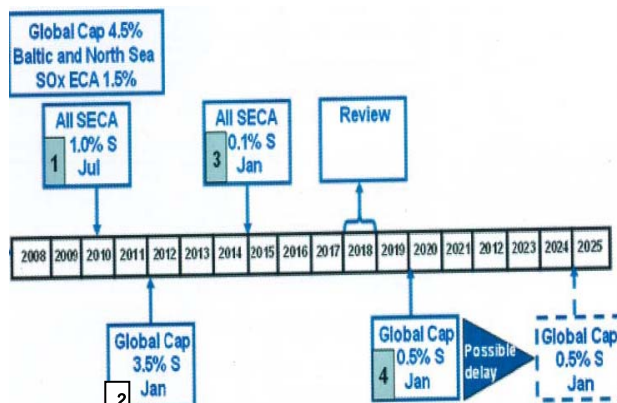 Global Cap 4.5%
Baltic and North Sea
SOx ECA 1.5%
All SECA
1 1.0% S
Jul
All SECA
3 0.1% S
Jan
Review
2008 2009 2010 2011 2012 2013 2014 2015 2016 2017 2018 2019 2020 2021 2012 2023 2024 2025
Global Cap
3.5% S
2 Jan
Global Cap
4 0.5% S
Jan
Possible
delay
Global Cap
0.5% S
Jan